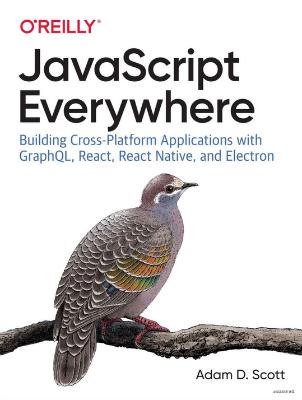 O'REILLY®
JavaScript
Everywhere
Building Cross-Platform Applications with
GraphQL, React, React Native, and Electron
Adam D. Scott